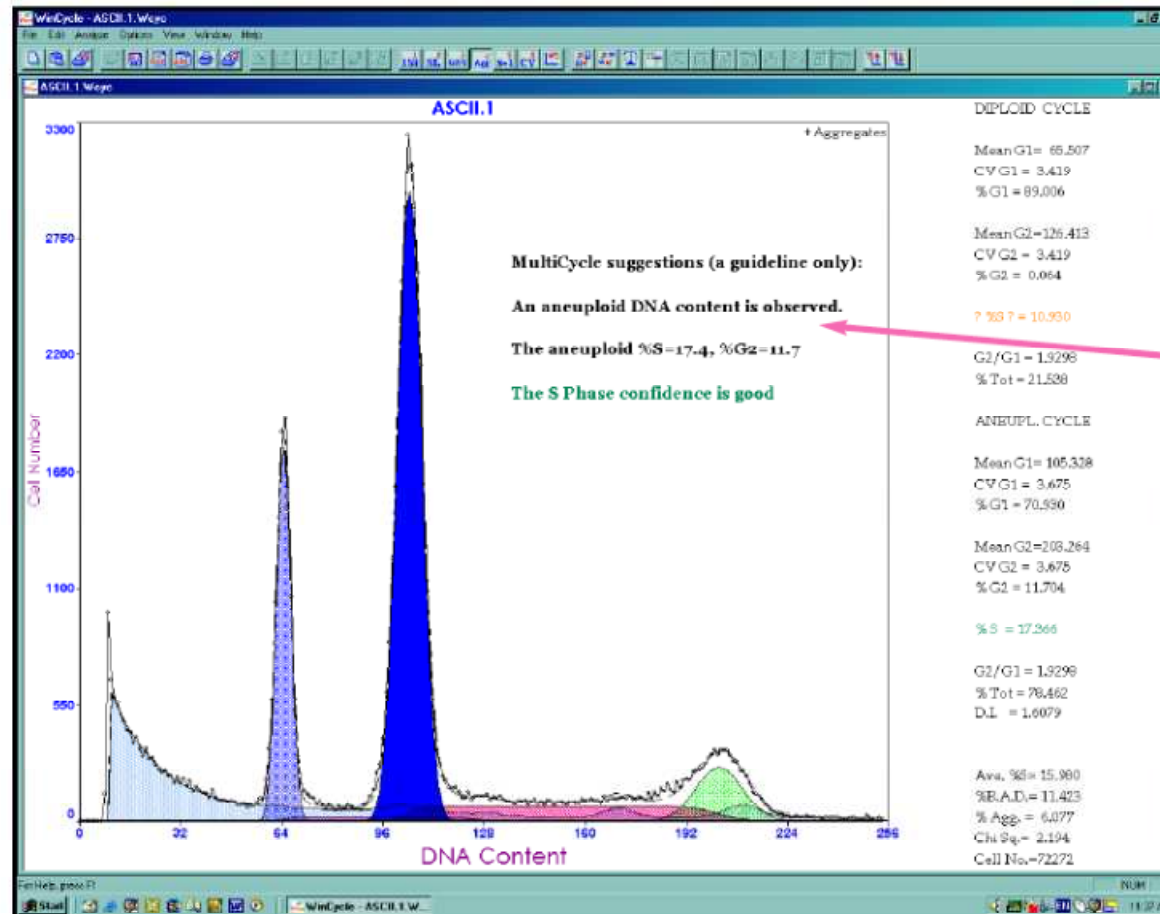 WinCycle - ASCII.1.Weyo
File Edit Analyze Options View Window Help
ASCII.1.Weyo
ASCII.1
+ Aggregates
3300
2750
2200
1650
1100
550
0
Cell Number
0 32 64 96 128 160 192 224 256
DNA Content
MultiCycle suggestions (a guideline only):
An aneuploid DNA content is observed.
The aneuploid %S=17.4, %G2=11.7
The S Phase confidence is good
DIPLOID CYCLE
Mean G1= 65.507
CV G1 = 3.419
% G1 = 89.006
Mean G2=126.413
CV G2 = 3.419
% G2 = 0.064
? %S ? = 10.930
G2/G1 = 1.9298
% Tot = 21.538
ANEUPL. CYCLE
Mean G1= 105.328
CV G1 = 3.675
% G1 = 70.930
Mean G2=203.264
CV G2 = 3.675
% G2 = 11.704
% S = 17.366
G2/G1 = 1.9298
% Tot = 78.462
D.I. = 1.6079
Ave. %S= 15.980
%B.A.D.= 11.423
% Agg. = 6.077
Chi Sq.= 2.194
Cell No.=72272
For Help, press F1
NUM
Start
WinCycle - ASCII.1.W...
EN